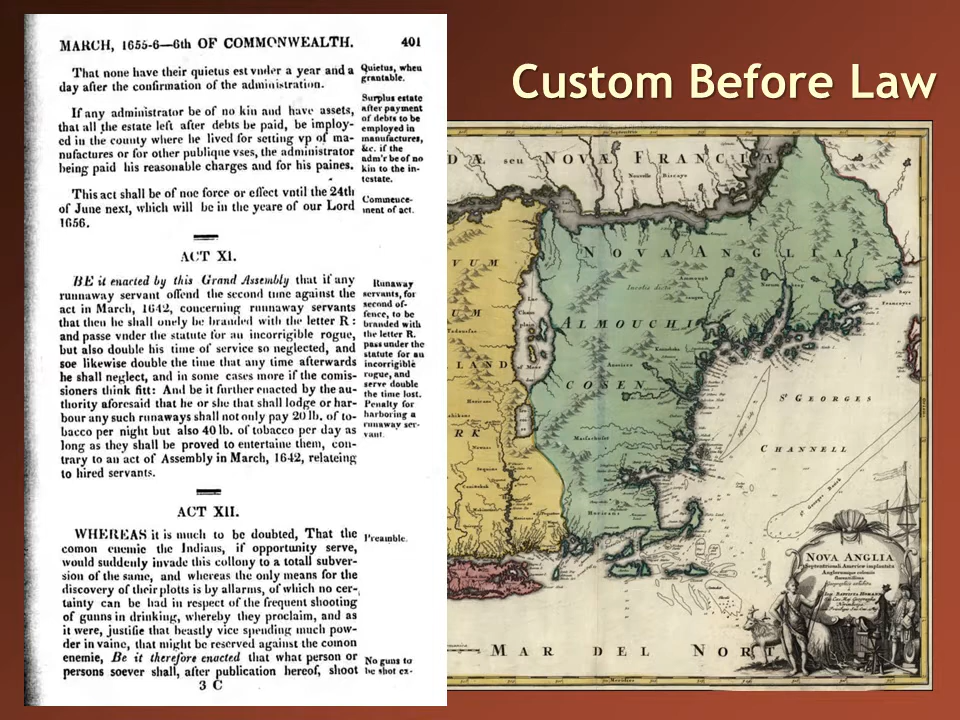 Custom Before Law
MARCH, 1655-6—6th OF COMMONWEALTH. 401
That none have their quietus est vnder a year and a
day after the confirmation of the administration.
Quietus, when
grantable.
If any administrator be of no kin and have assets,
that all the estate left after debts be paid, be imploy-
ed in the county where he lived for setting vp of ma-
nufactures or for other publique vses, the administrator
being paid his reasonable charges and for his paines.
Surplus estate
after payment
of debts to be
employed in
manufactures,
&c. if the
adm'r be of no
kin to the in-
testate.
This act shall be of noe force or effect vntil the 24th
of June next, which will be in the yeare of our Lord
1656.
Commence-
ment of act.
ACT XI.
BE it enacted by this Grand Assembly that if any
runnaway servant offend the second time against the
act in March, 1642, concerning runnaway servants
that then he shall onely be branded with the letter R :
and passe vnder the statute for an incorrigible rogue,
but also double his time of service so neglected, and
soe likewise double the time that any time afterwards
he shall neglect, and in some cases more if the comis-
sioners think fitt: And be it further enacted by the au-
thority aforesaid that he or she that shall lodge or har-
bour any such runaways shall not only pay 20 lb. of to-
bacco per night but also 40 lb. of tobacco per day as
long as they shall be proved to entertaine them, con-
trary to an act of Assembly in March, 1642, relateing
to hired servants.
Runaway
servants, for
second of-
fence, to be
branded with
the letter R.
pass under the
statute for an
incorrigible
rogue, and
serve double
the time lost.
Penalty for
harboring a
runaway ser-
vant.
ACT XII.
WHEREAS it is much to be doubted, That the
comon enemie the Indians, if opportunity serve,
would suddenly invade this collony to a totall subver-
sion of the same, and whereas the only means for the
discovery of their plotts is by allarms, of which no cer-
tainty can be had in respect of the frequent shooting
of gunns in drinking, whereby they proclaim, and as
it were, justifie that beastly vice spending much pow-
der in vaine, that might be reserved against the comon
enemie, Be it therefore enacted that what person or
persons soever shall, after publication hereof, shoot
Preamble.
No guns to
be shot ex-
3 C
DÆ seu NOVÆ FRANCIÆ
NOVA ANGLIA
VUM
UM
ALMOUCHI
LAND
COSEN
RK
ST GEORGES
CHANNELL
NOVA ANGLIA
Septentrionali Americæ implantata
Anglorumque coloniis
florentissima
MAR DEL NORT